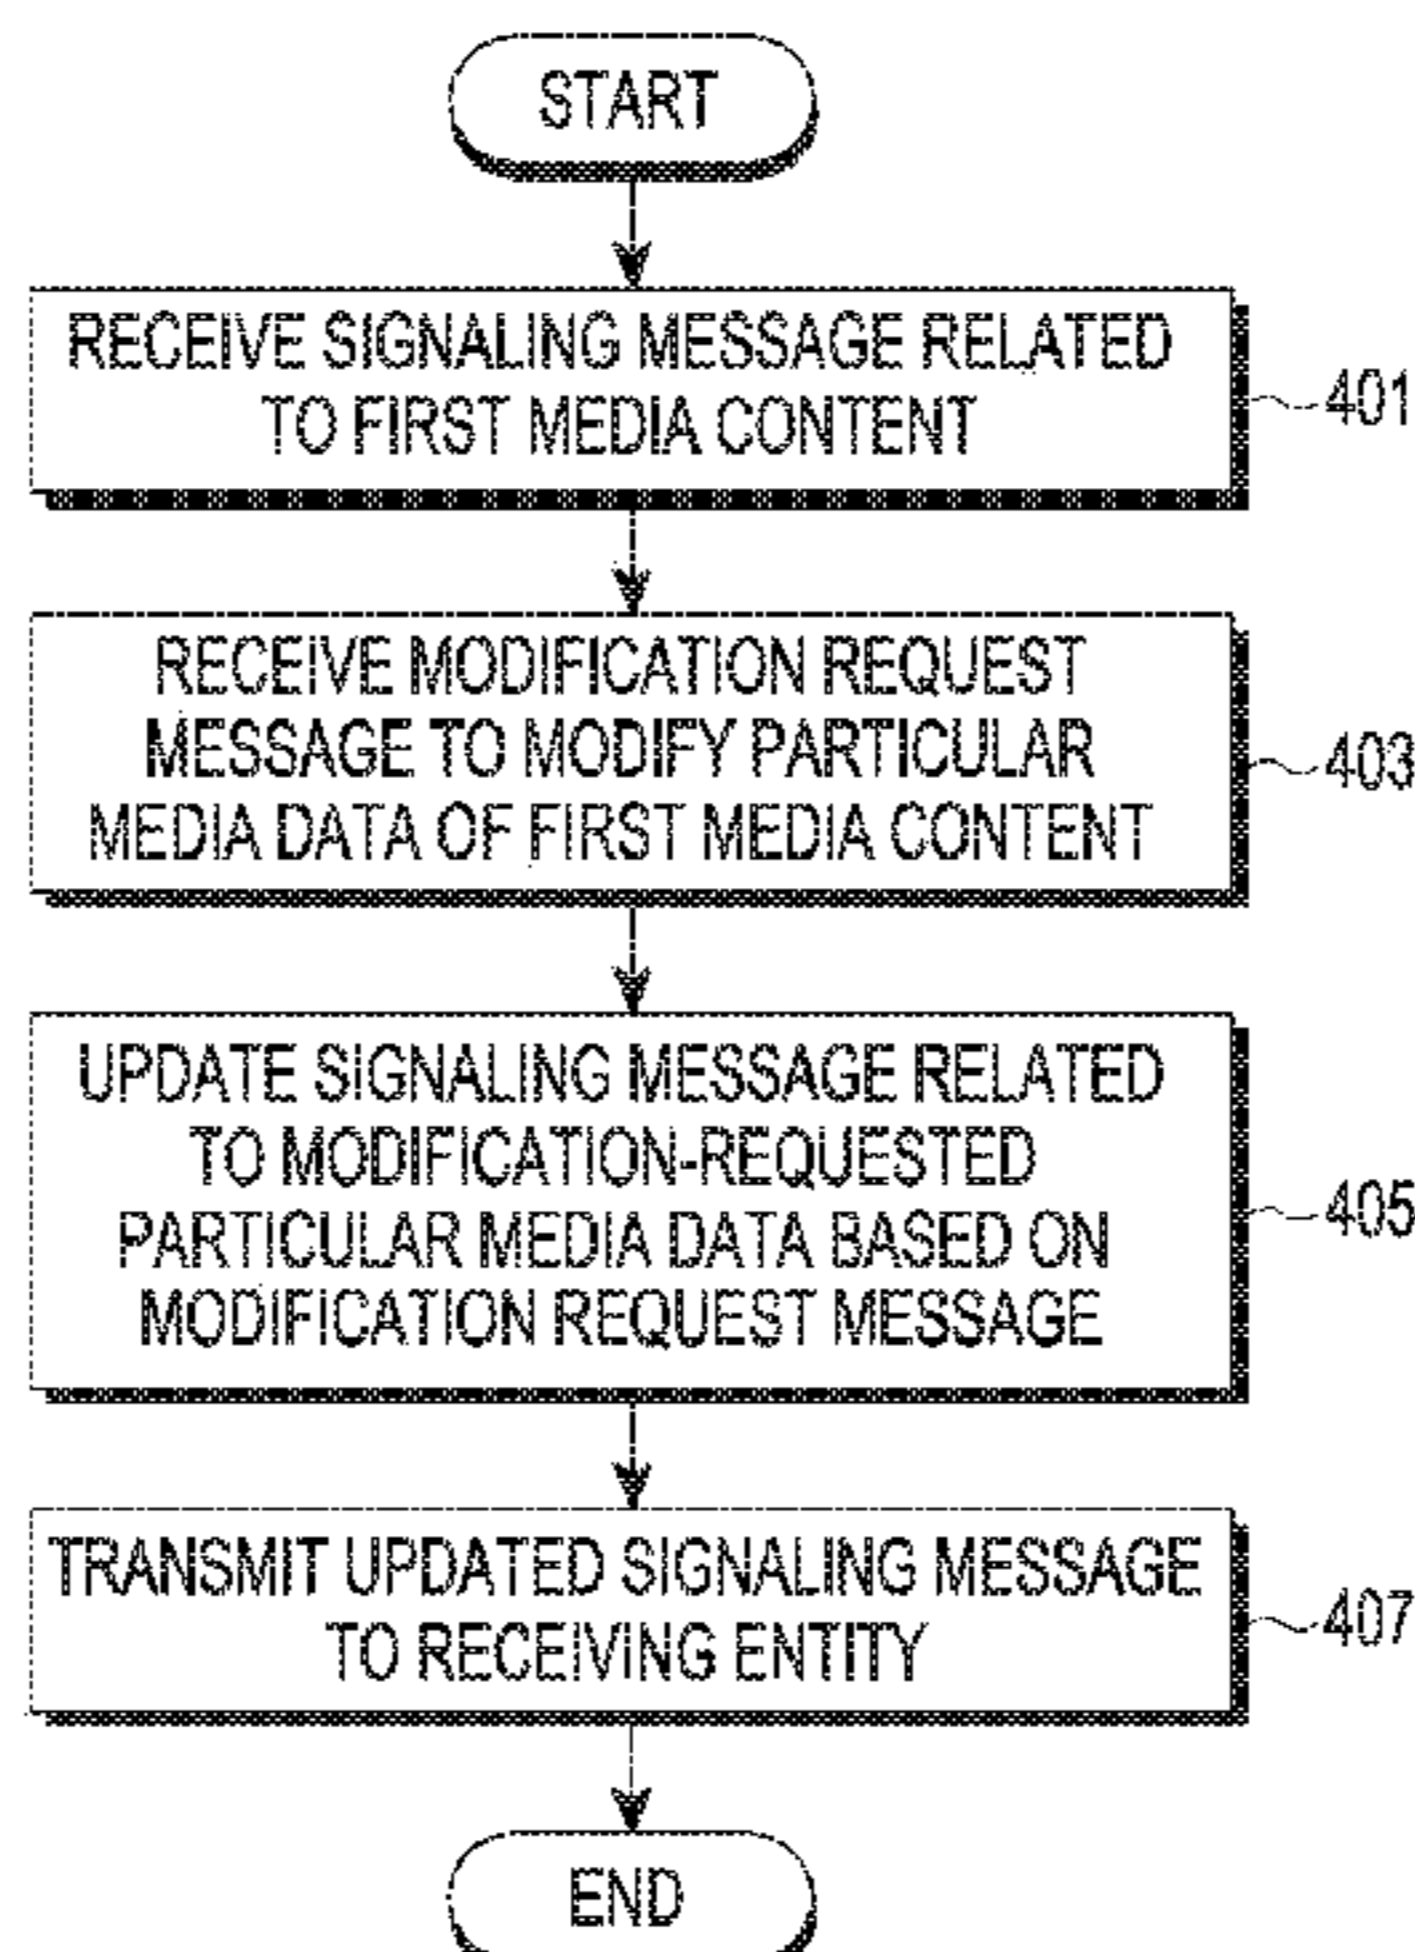 START
RECEIVE SIGNALING MESSAGE RELATED
TO FIRST MEDIA CONTENT
401
RECEIVE MODIFICATION REQUEST
MESSAGE TO MODIFY PARTICULAR
MEDIA DATA OF FIRST MEDIA CONTENT
403
UPDATE SIGNALING MESSAGE RELATED
TO MODIFICATION-REQUESTED
PARTICULAR MEDIA DATA BASED ON
MODIFICATION REQUEST MESSAGE
405
TRANSMIT UPDATED SIGNALING MESSAGE
TO RECEIVING ENTITY
407
END